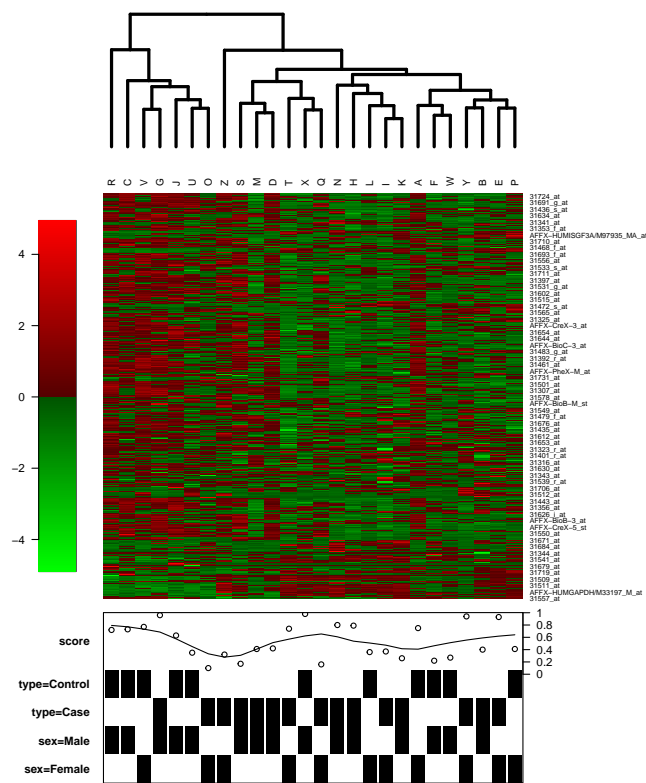 R C V G J U O Z S M D T X Q N H L I K A F W Y B E P
4
2
0
−2
−4
31724_at
31691_g_at
31436_s_at
31634_at
31341_at
31353_f_at
AFFX−HUMISGF3A/M97935_MA_at
31710_at
31468_f_at
31693_f_at
31556_at
31533_s_at
31711_at
31397_at
31531_g_at
31602_at
31515_at
31472_s_at
31565_at
31325_at
AFFX−CreX−3_at
31654_at
31644_at
AFFX−BioC−3_at
31483_g_at
31392_r_at
31461_at
AFFX−PheX−M_at
31731_at
31501_at
31307_at
31578_at
AFFX−BioB−M_st
31549_at
31479_f_at
31676_at
31435_at
31612_at
31653_at
31323_r_at
31401_r_at
31316_at
31630_at
31343_at
31539_r_at
31706_at
31512_at
31443_at
31356_at
31626_i_at
AFFX−BioB−3_at
AFFX−CreX−5_st
31550_at
31671_at
31684_at
31344_at
31541_at
31679_at
31719_at
31509_at
31511_at
AFFX−HUMGAPDH/M33197_M_at
31557_at
score
1
0.8
0.6
0.4
0.2
0
type=Control
type=Case
sex=Male
sex=Female